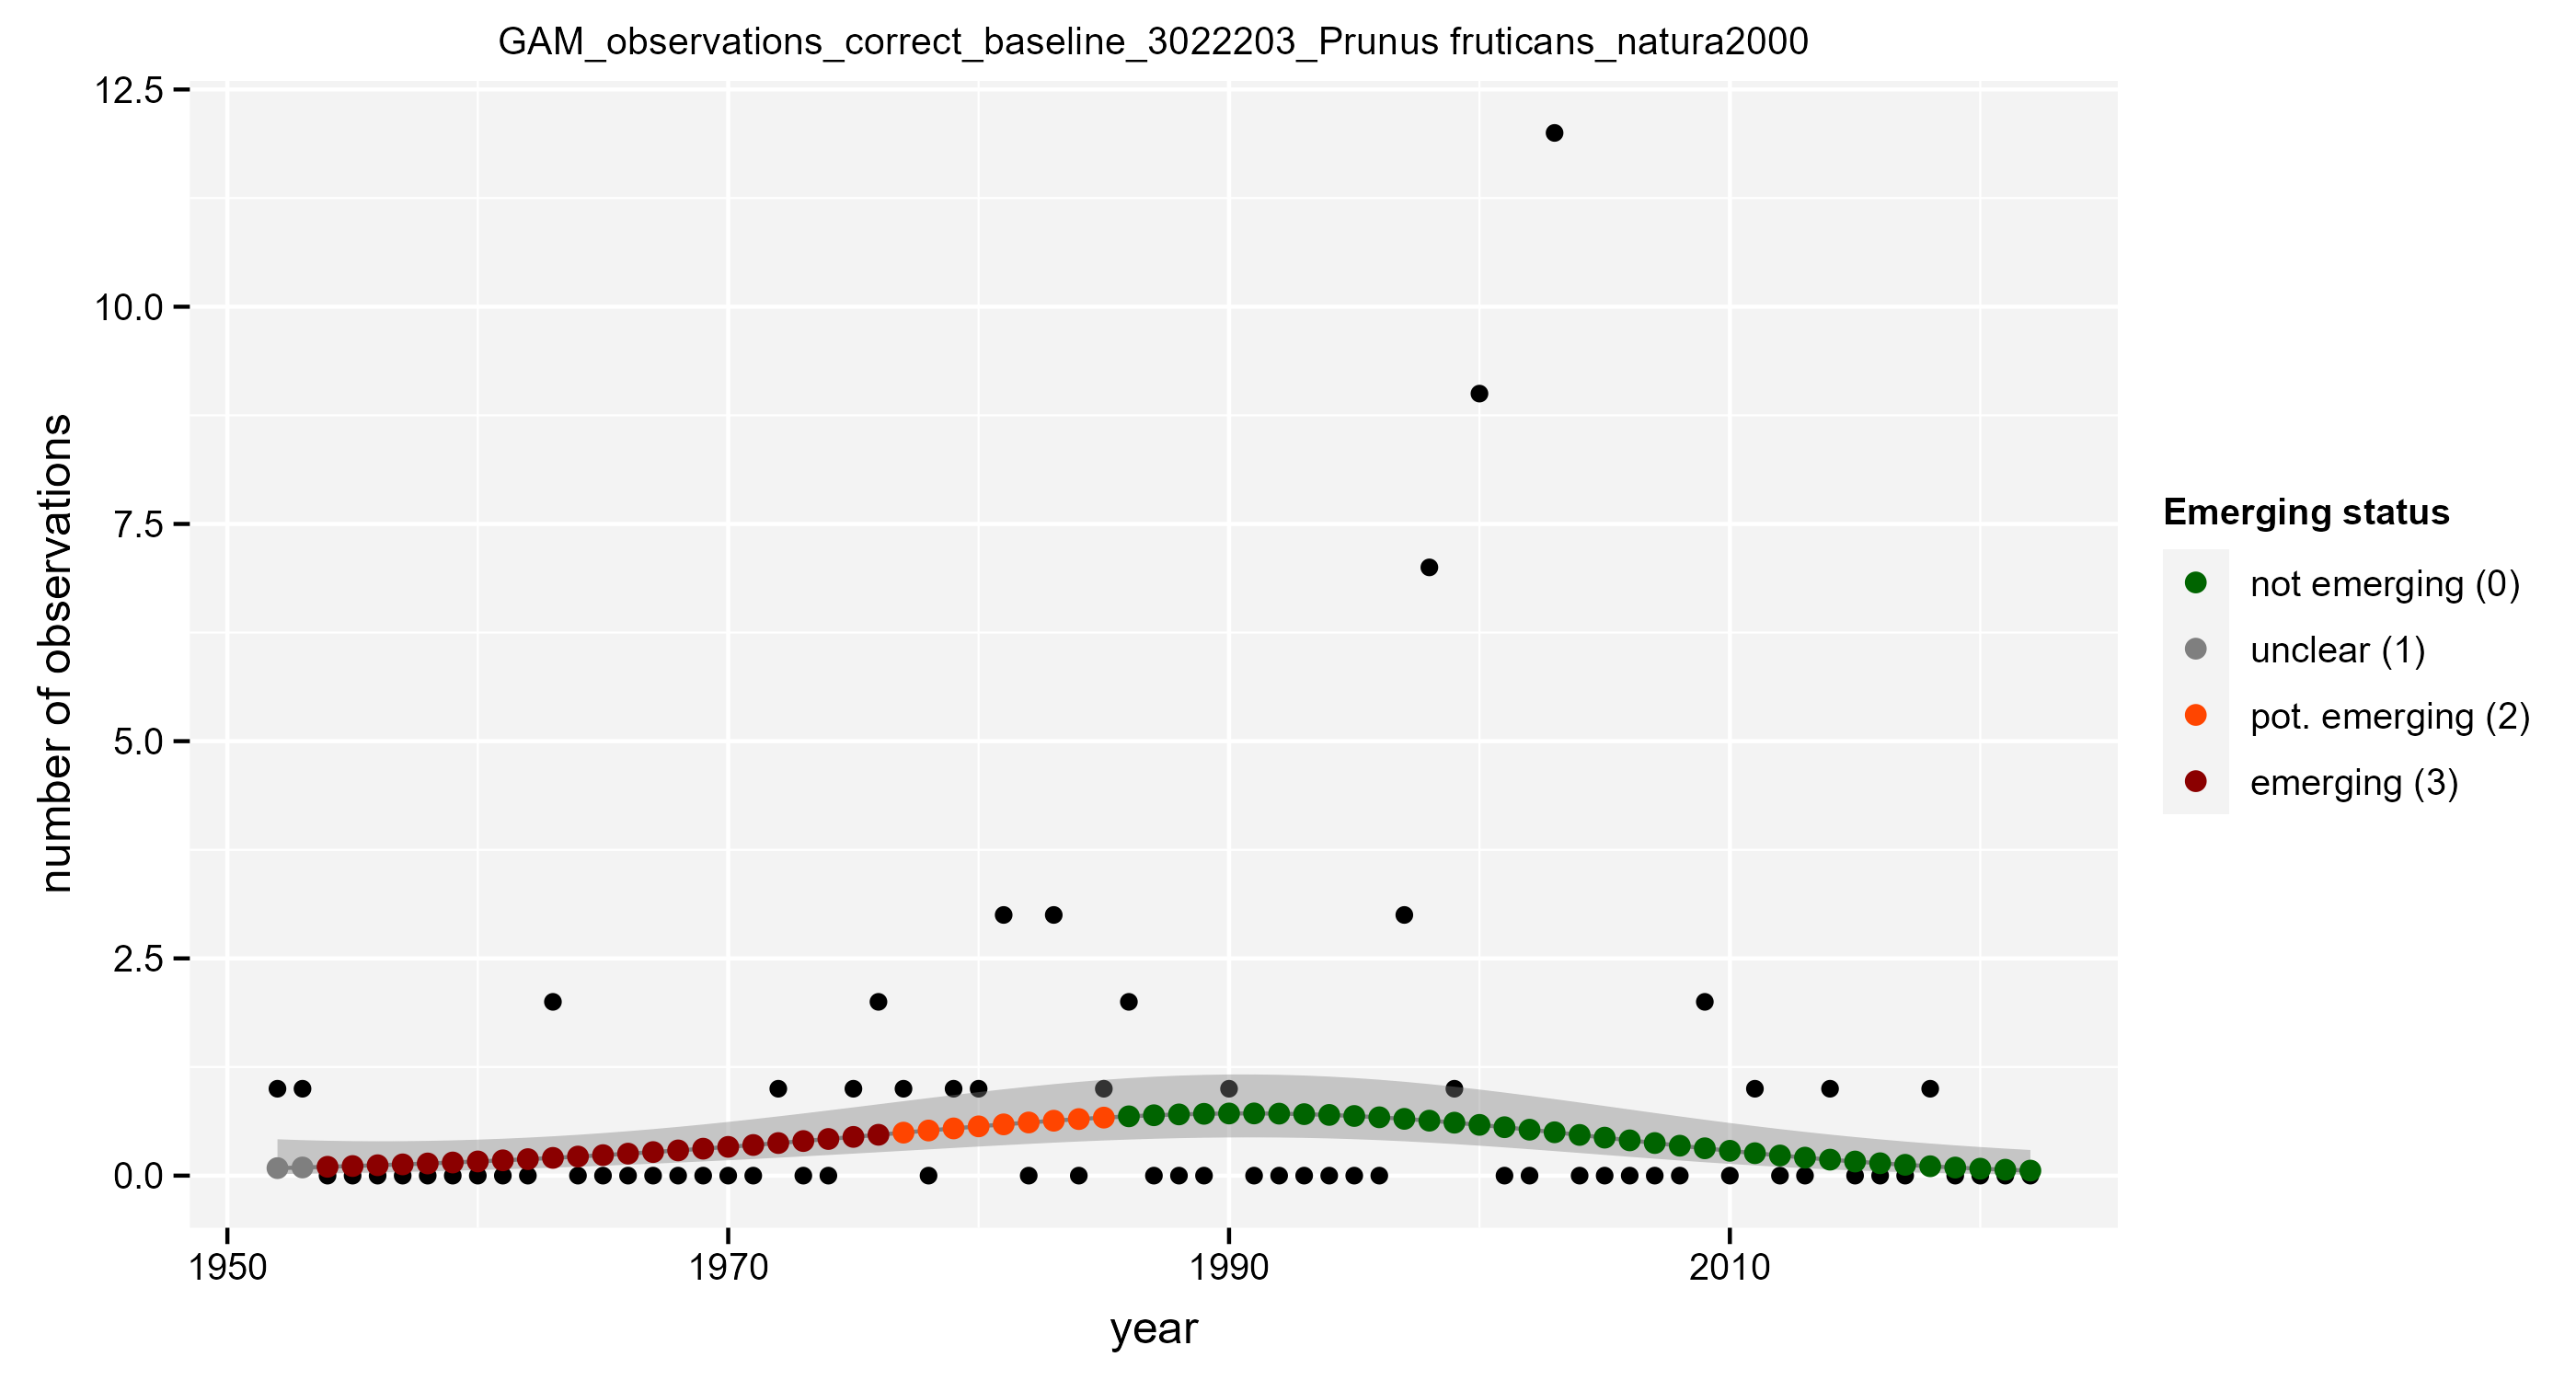 GAM_observations_correct_baseline_3022203_Prunus fruticans_natura2000
12.5
10.0
7.5
5.0
2.5
0.0
number of observations
1950
1970
1990
2010
year
Emerging status
not emerging (0)
unclear (1)
pot. emerging (2)
emerging (3)